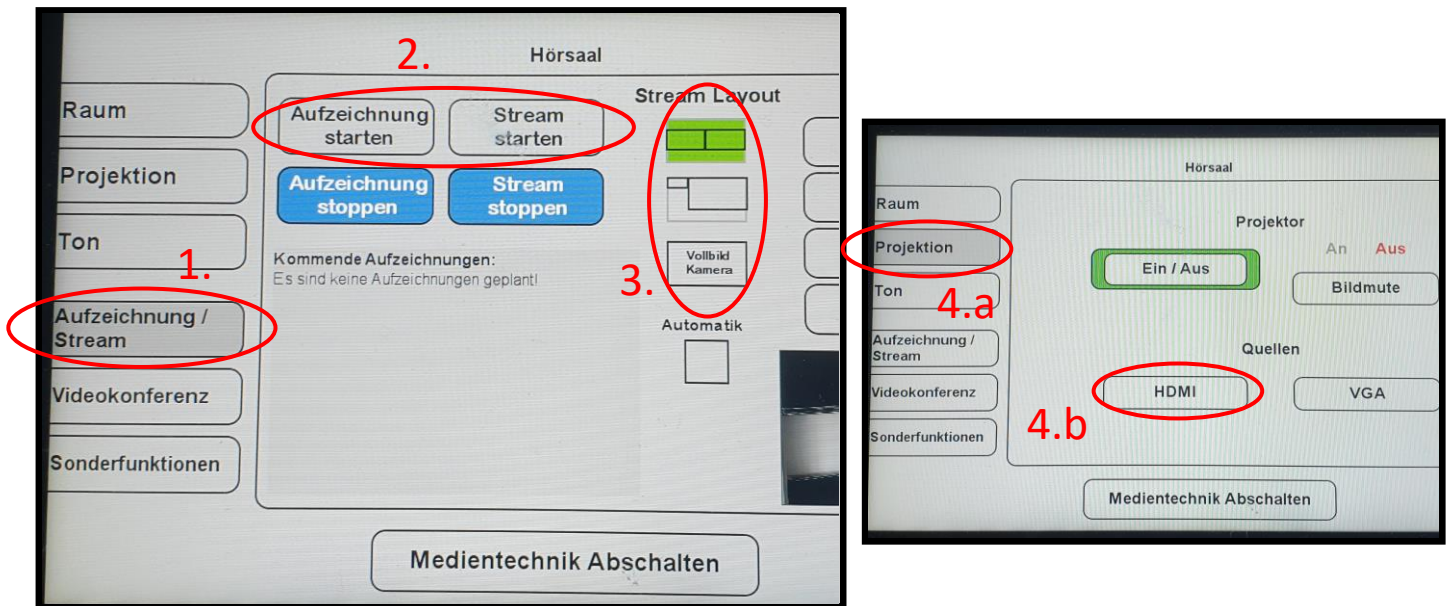 2.
Hörsaal
Raum
Projektion
Ton
1.
Aufzeichnung /
Stream
Videokonferenz
Sonderfunktionen
Aufzeichnung
starten
Stream
starten
Aufzeichnung
stoppen
Stream
stoppen
Kommende Aufzeichnungen:
Es sind keine Aufzeichnungen geplant!
Stream Layout
Vollbild
Kamera
3.
Automatik
Medientechnik Abschalten
Hörsaal
Raum
Projektion
Ton
4.a
Aufzeichnung /
Stream
Videokonferenz
Sonderfunktionen
Projektor
Ein / Aus
An Aus
Bildmute
Quellen
HDMI
VGA
4.b
Medientechnik Abschalten